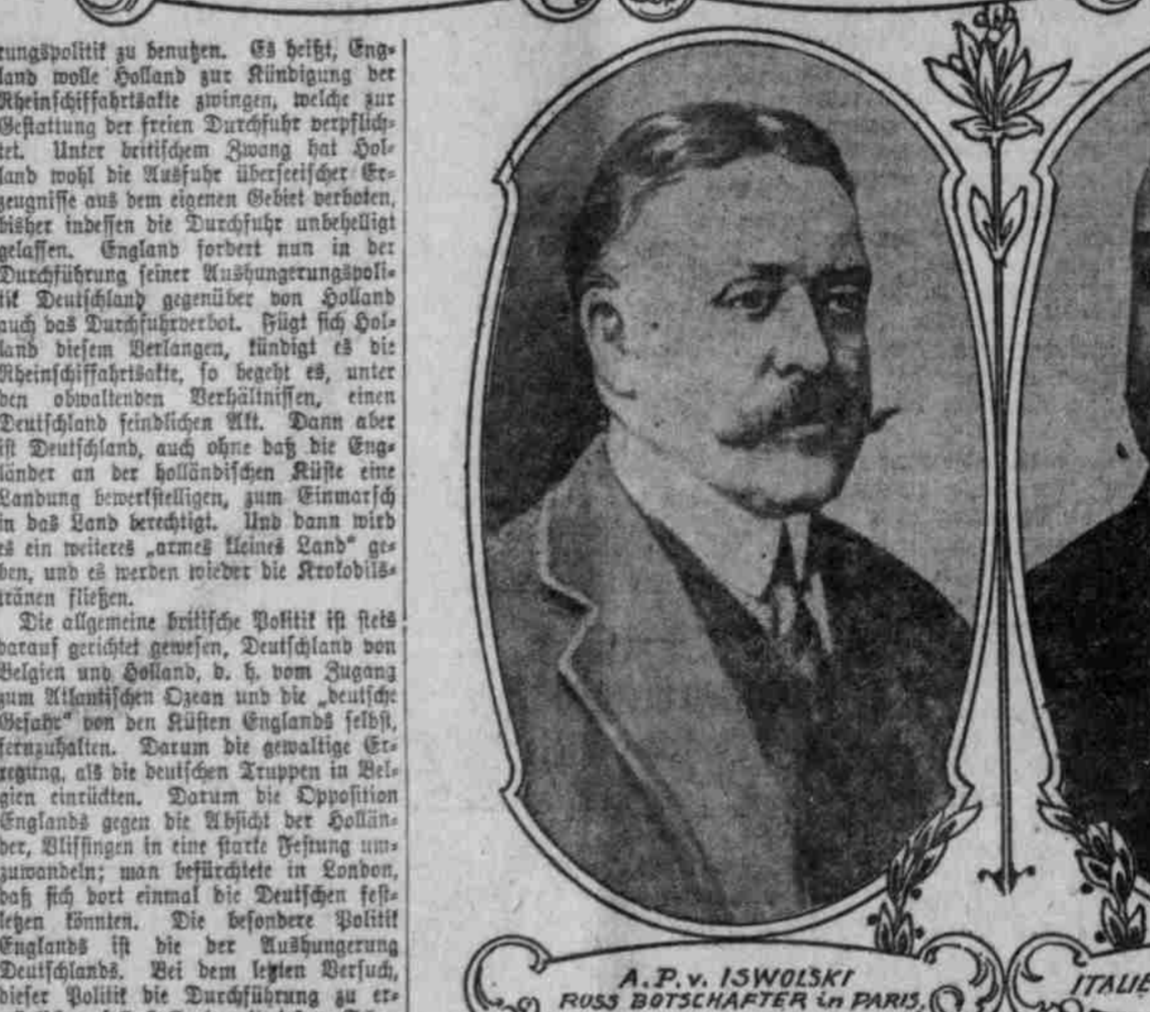 rungspolitik zu benutzen. Es heißt, Eng-
land wolle Holland zur Kündigung der
Rheinschiffahrtsakte zwingen, welche zur
Gestattung der freien Durchfuhr verpflich-
tet. Unter britischem Zwang hat Hol-
land wohl die Ausfuhr überseeischer Er-
zeugnisse aus dem eigenen Gebiet verboten,
bisher indessen die Durchfuhr unbehelligt
gelassen. England fordert nun in der
Durchführung seiner Aushungerungspoli-
tik Deutschland gegenüber von Holland
auch das Durchfuhrverbot. Fügt sich Hol-
land diesem Verlangen, kündigt es die
Rheinschiffahrtsakte, so begeht es, unter
den obwaltenden Verhältnissen, einen
Deutschland feindlichen Akt. Dann aber
ist Deutschland, auch ohne daß die Eng-
länder an der holländischen Küste eine
Landung bewerkstelligen, zum Einmarsch
in das Land berechtigt. Und dann wird
es ein weiteres „armes kleines Land“ ge-
ben, und es werden wieder die Krokodils-
tränen fließen.
Die allgemeine britische Politik ist stets
darauf gerichtet gewesen, Deutschland von
Belgien und Holland, d. h. vom Zugang
zum Atlantischen Ozean und die „deutsche
Gefahr“ von den Küsten Englands selbst,
fernzuhalten. Darum die gewaltige Er-
regung, als die deutschen Truppen in Bel-
gien einrückten. Darum die Opposition
Englands gegen die Absicht der Hollän-
der, Vlissingen in eine starke Festung um-
zuwandeln; man befürchtete in London,
daß sich dort einmal die Deutschen fest-
setzen könnten. Die besondere Politik
Englands ist die der Aushungerung
Deutschlands. Bei dem letzten Versuch,
dieser Politik die Durchführung zu er-
A.P.v. ISWOLSKI
RUSS BOTSCHAFTER in PARIS.
ITALIE